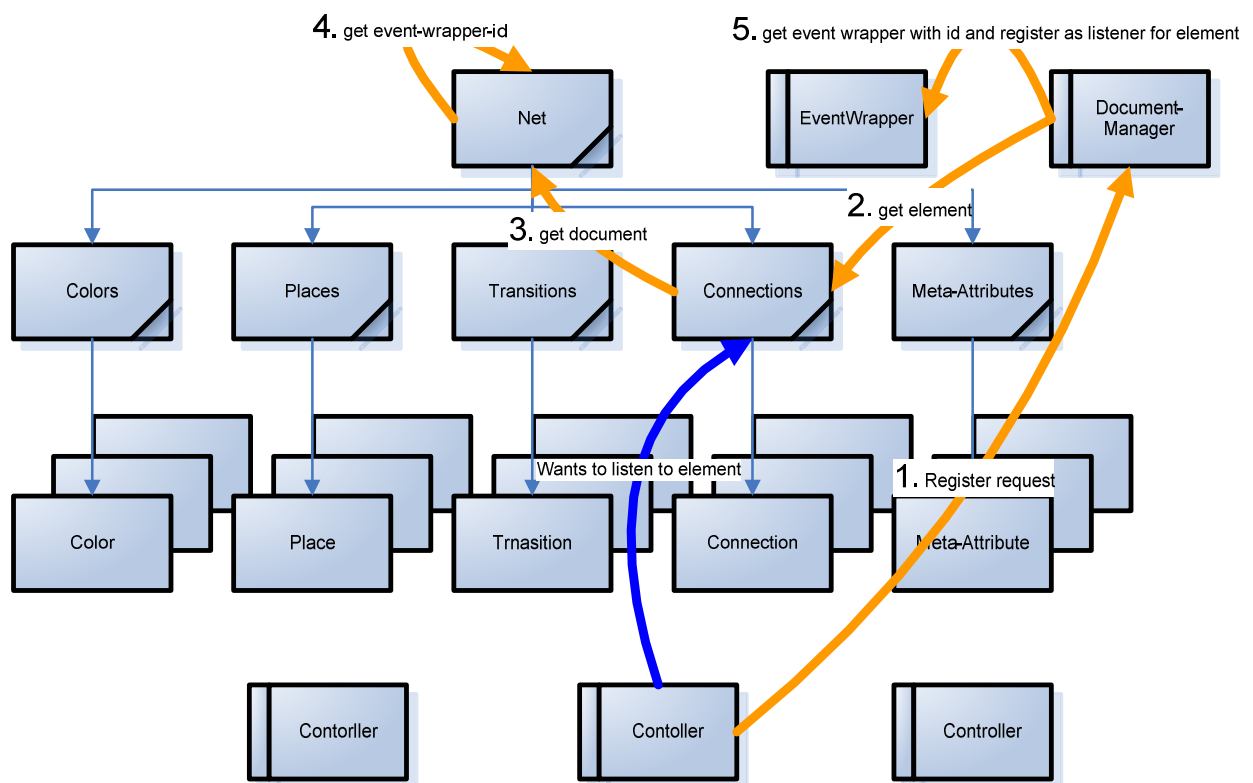 4. get event-wrapper-id
5. get event wrapper with id and register as listener for element
Net
EventWrapper
Document-
Manager
2. get element
3. get document
Colors
Places
Transitions
Connections
Meta-Attributes
Wants to listen to element
1. Register request
Color
Place
Trnasition
Connection
Meta-Attribute
Contorller
Contoller
Controller